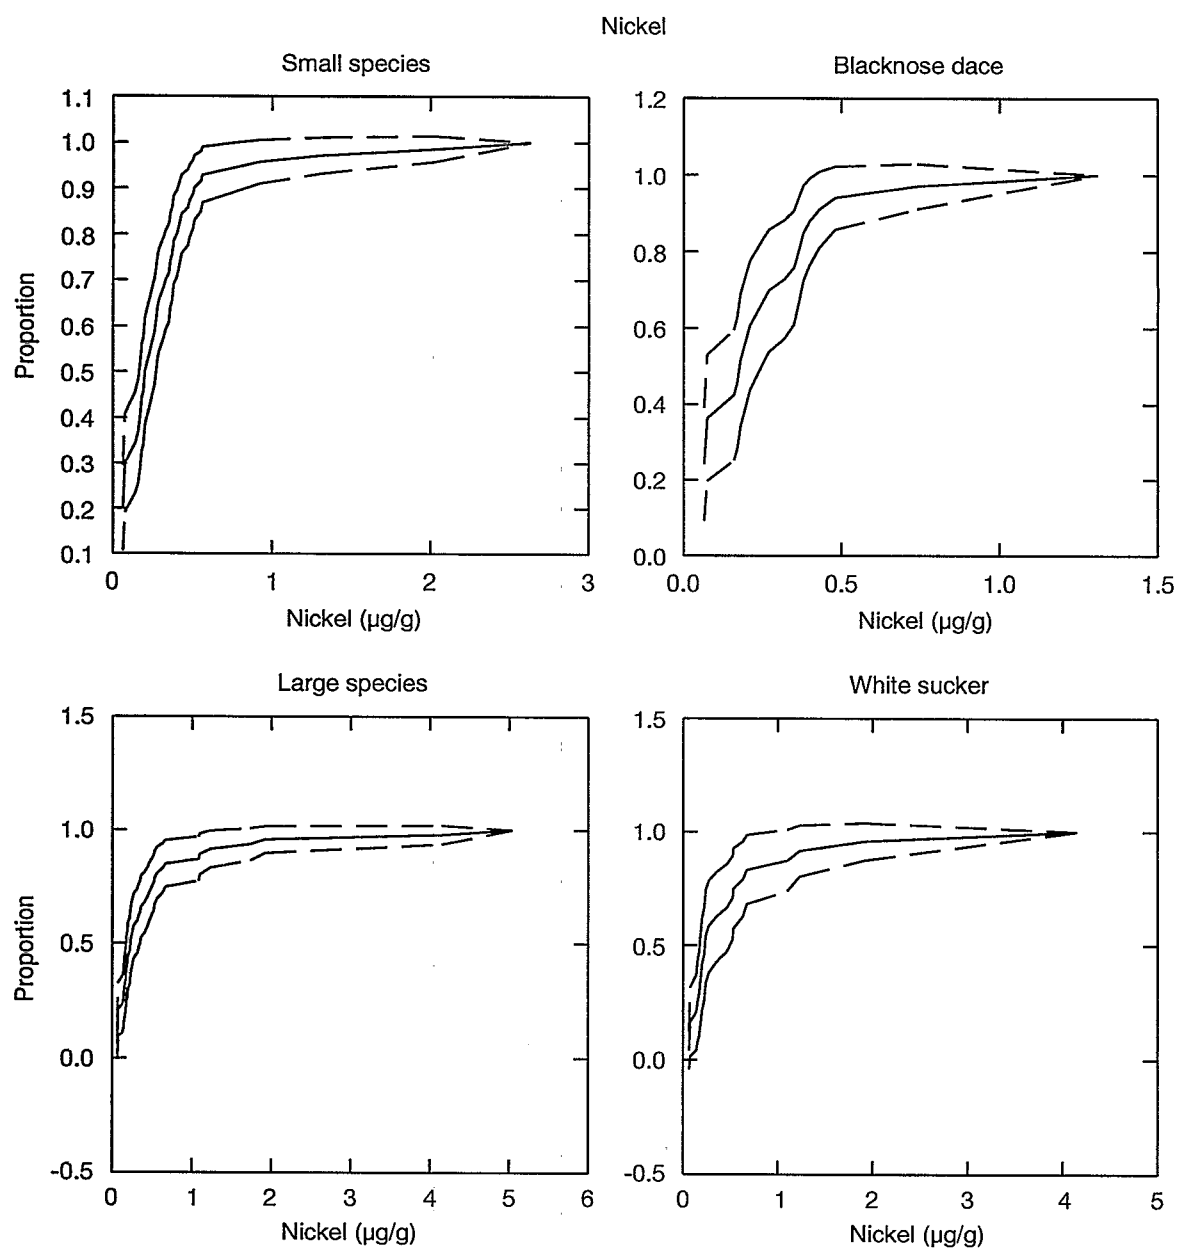 Nickel
Small species
1.1
1.0
0.9
0.8
0.7
0.6
0.5
0.4
0.3
0.2
0.1
Proportion
0 1 2 3
Nickel (µg/g)
Blacknose dace
1.2
1.0
0.8
0.6
0.4
0.2
0.0
0.0 0.5 1.0 1.5
Nickel (µg/g)
Large species
1.5
1.0
0.5
0.0
-0.5
Proportion
0 1 2 3 4 5 6
Nickel (µg/g)
White sucker
1.5
1.0
0.5
0.0
-0.5
0 1 2 3 4 5
Nickel (µg/g)